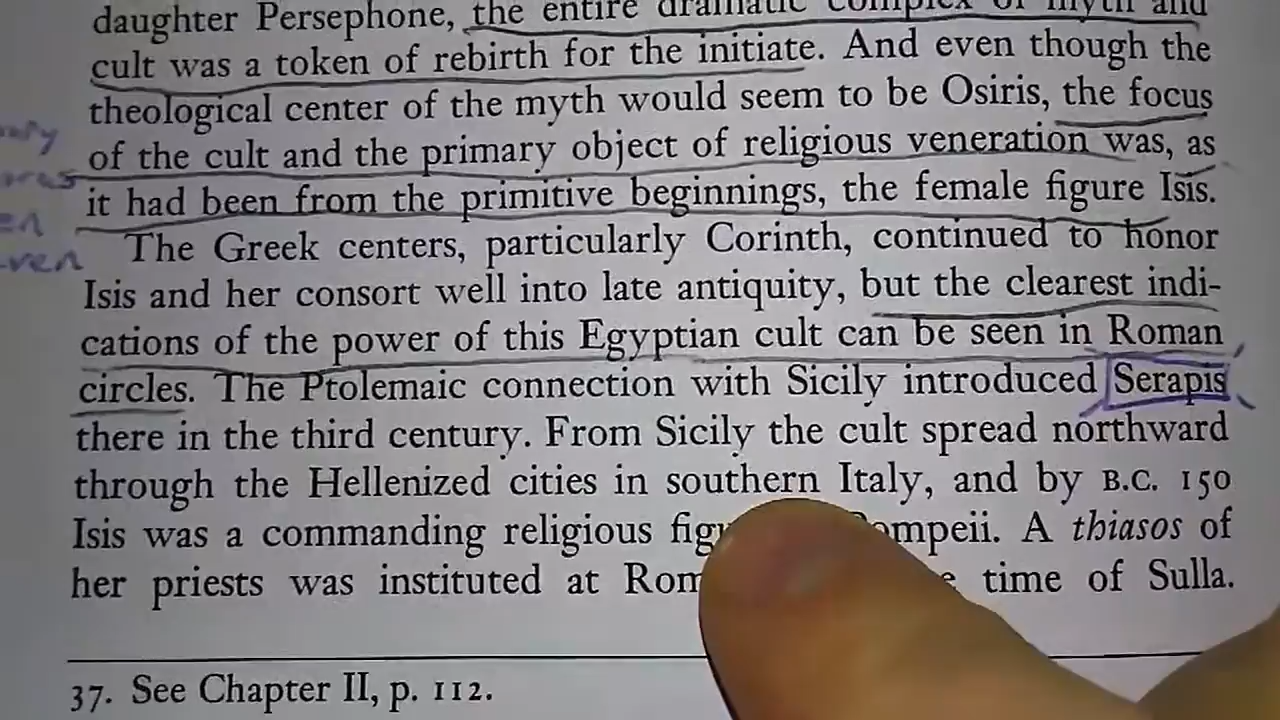 daughter Persephone, the entire dramatic complex of myth and
cult was a token of rebirth for the initiate. And even though the
theological center of the myth would seem to be Osiris, the focus
of the cult and the primary object of religious veneration was, as
it had been from the primitive beginnings, the female figure Isis.
The Greek centers, particularly Corinth, continued to honor
Isis and her consort well into late antiquity, but the clearest indi-
cations of the power of this Egyptian cult can be seen in Roman
circles. The Ptolemaic connection with Sicily introduced Serapis
there in the third century. From Sicily the cult spread northward
through the Hellenized cities in southern Italy, and by B.C. 150
Isis was a commanding religious Pompeii. A thiasos of
her priests was instituted at time of Sulla.
37. See Chapter II, p. 112.